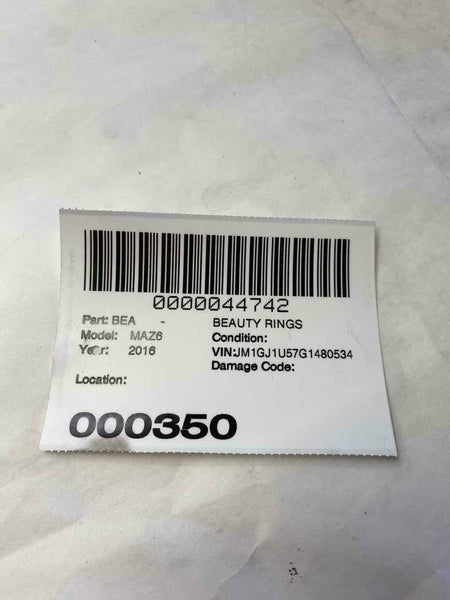 0000044742
Part: BEA - BEAUTY RINGS
Model: MAZ6 Condition:
Year: 2016 VIN:JM1GJ1U57G1480534
Damage Code:
Location:
000350